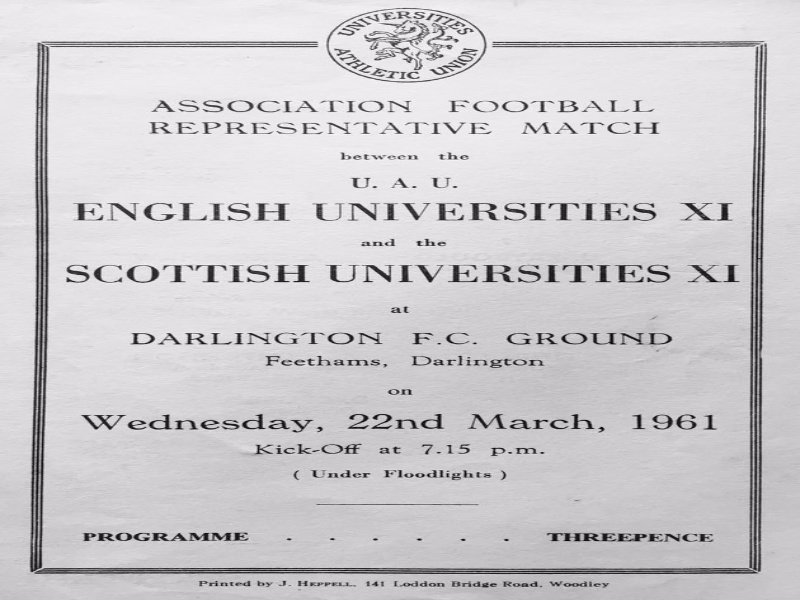 UNIVERSITIES
ATHLETIC UNION
ASSOCIATION FOOTBALL
REPRESENTATIVE MATCH
between the
U. A. U.
ENGLISH UNIVERSITIES XI
and the
SCOTTISH UNIVERSITIES XI
at
DARLINGTON F.C. GROUND
Feethams, Darlington
on
Wednesday, 22nd March, 1961
Kick-Off at 7.15 p.m.
( Under Floodlights )
PROGRAMME . . . . . . THREEPENCE
Printed by J. HEPPELL, 141 Loddon Bridge Road, Woodley